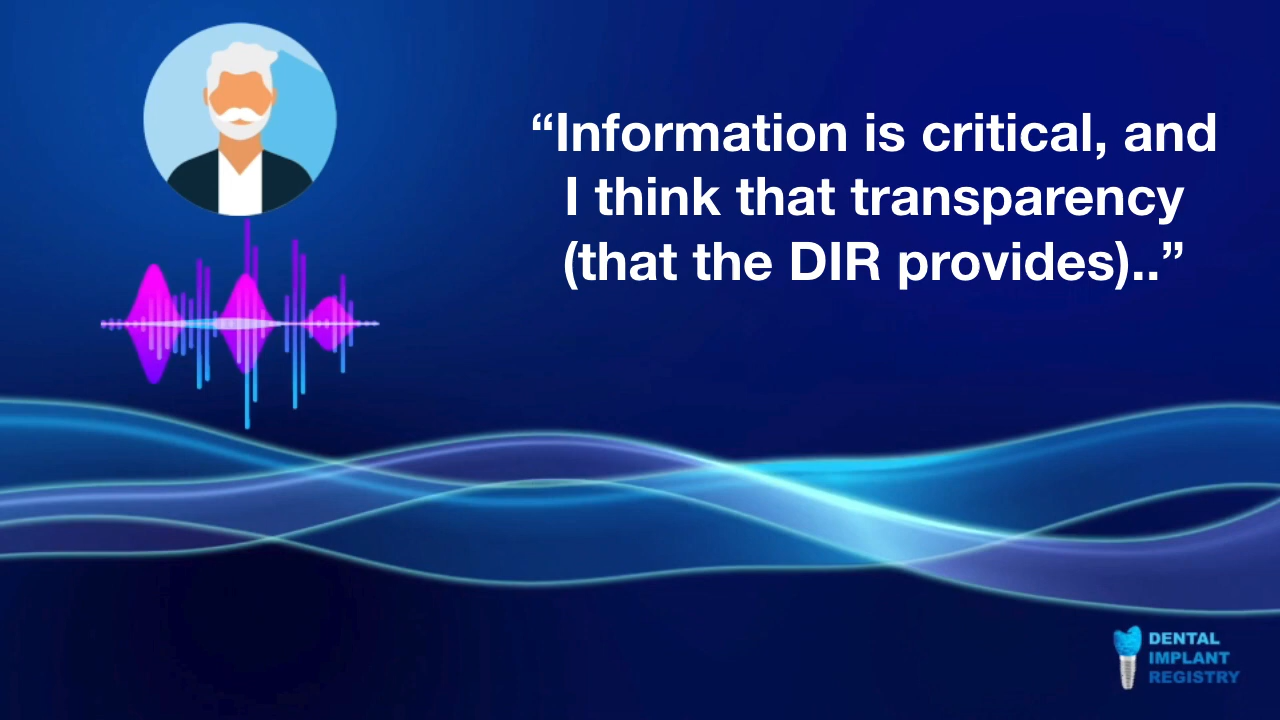 “Information is critical, and
I think that transparency
(that the DIR provides)..”
DENTAL
IMPLANT
REGISTRY